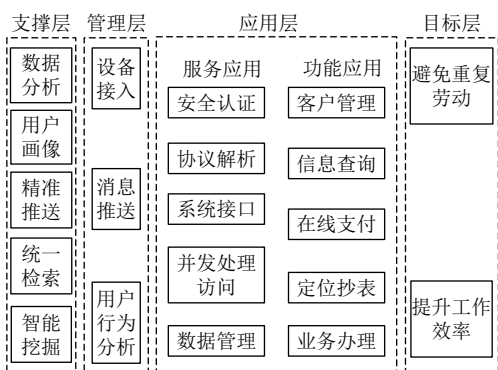 支撑层
数据
分析
用户
画像
精准
推送
统一
检索
智能
挖掘
管理层
设备
接入
消息
推送
用户
行为
分析
应用层
服务应用
安全认证
协议解析
系统接口
并发处理
访问
数据管理
功能应用
客户管理
信息查询
在线支付
定位抄表
业务办理
目标层
避免重复
劳动
提升工作
效率